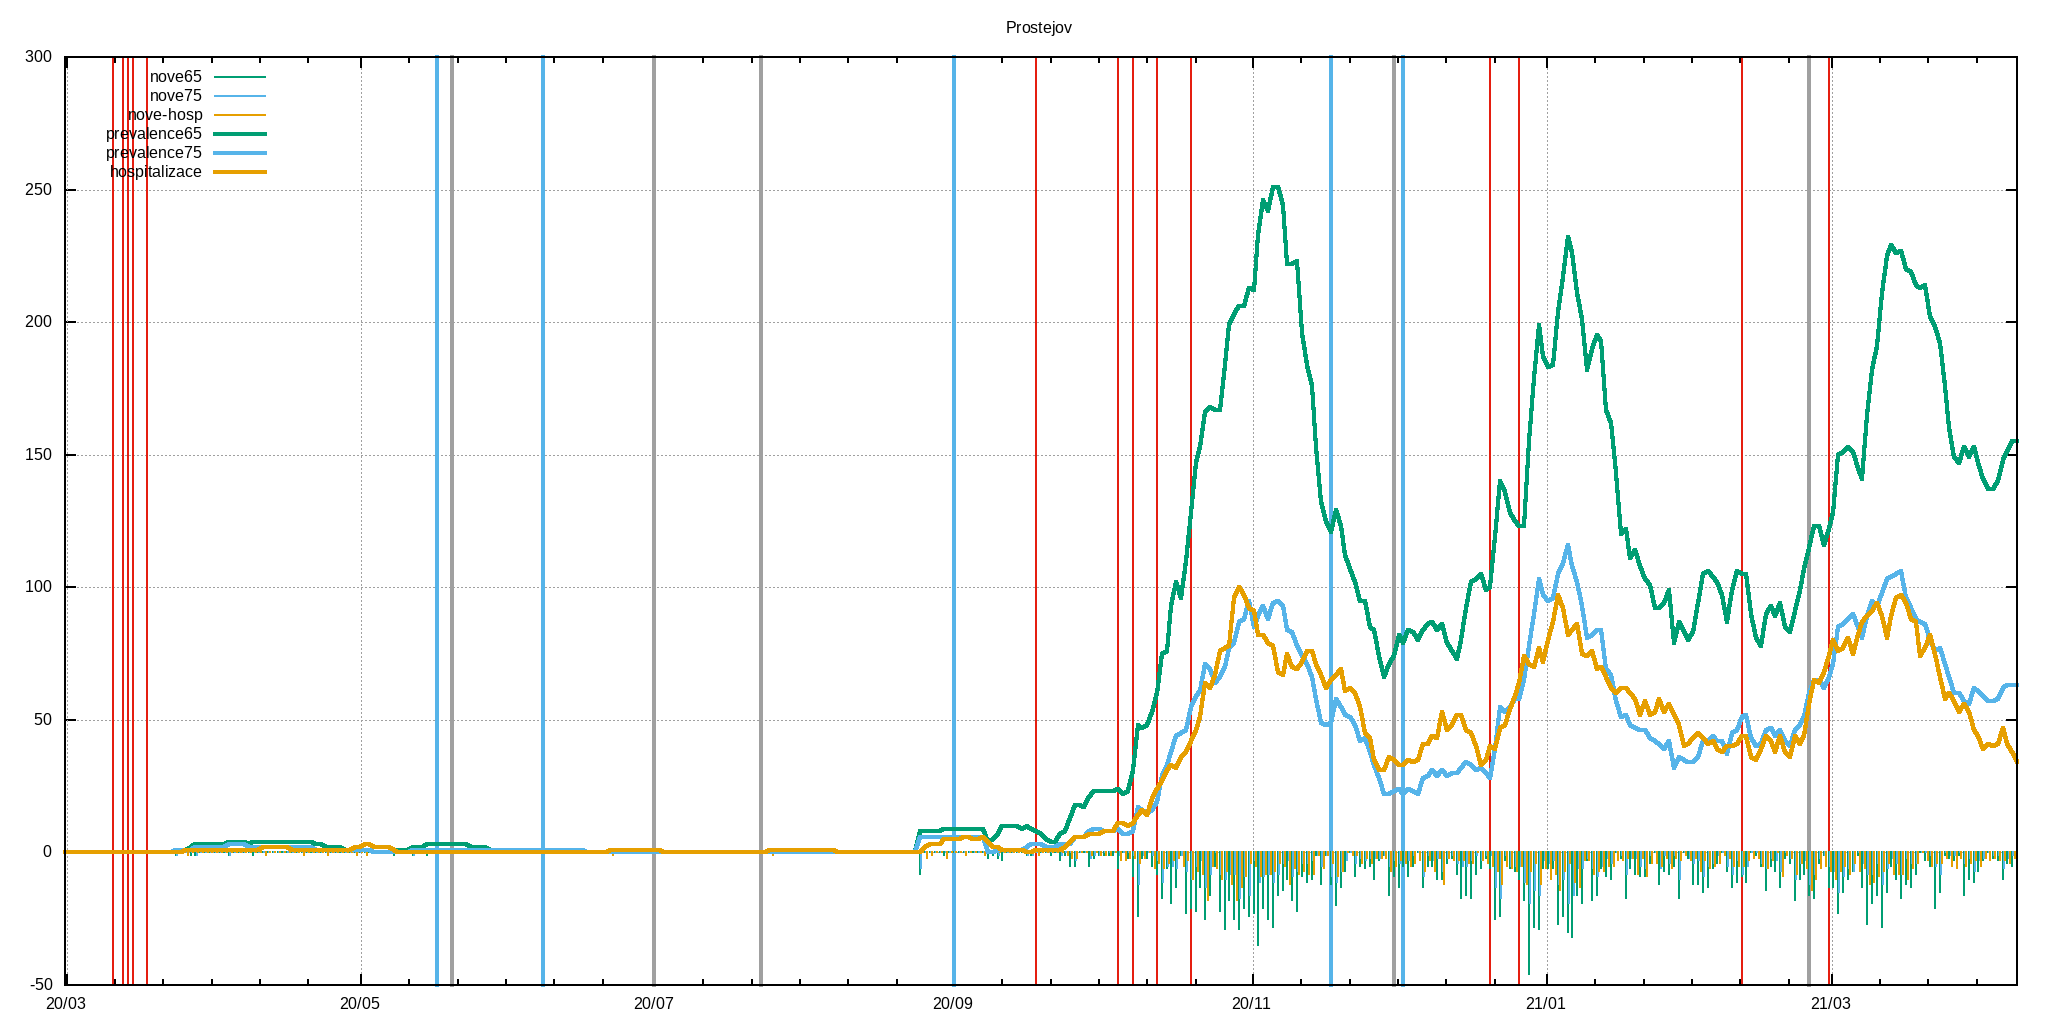 Prostejov
300
nove65
nove75
nove-hosp
prevalence65
prevalence75
hospitalizace
250
200
150
100
50
0
-50
20/03 20/05 20/07 20/09 20/11 21/01 21/03